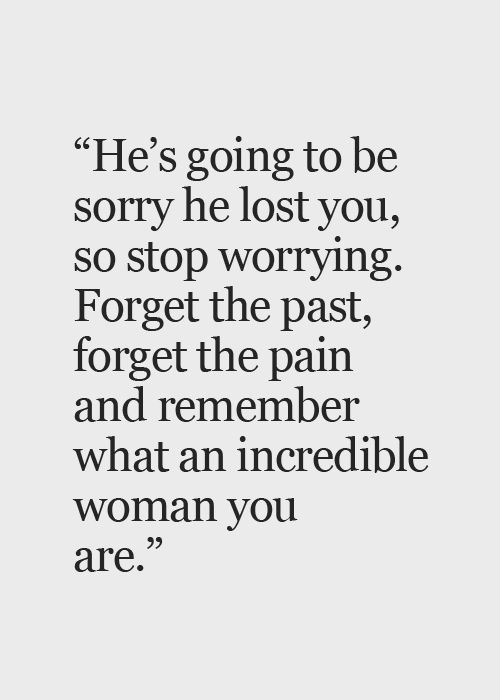 “He’s going to be
sorry he lost you,
so stop worrying.
Forget the past,
forget the pain
and remember
what an incredible
woman you
are.”